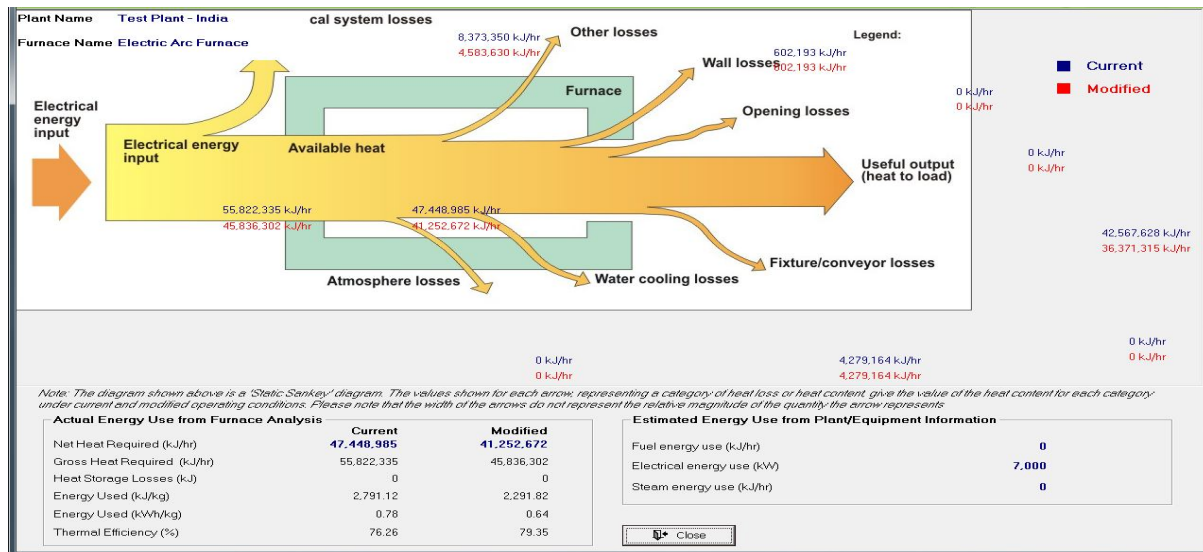 Plant Name Test Plant - India
cal system losses
Furnace Name Electric Arc Furnace
8,373,350 kJ/hr
4,583,630 kJ/hr
Other losses
Legend:
602,193 kJ/hr
602,193 kJ/hr
Wall losses
Current
Modified
0 kJ/hr
0 kJ/hr
Furnace
Electrical
energy
input
Opening losses
Electrical energy
input
Available heat
Useful output
(heat to load)
0 kJ/hr
0 kJ/hr
55,822,335 kJ/hr
45,836,302 kJ/hr
47,448,985 kJ/hr
41,252,672 kJ/hr
42,567,628 kJ/hr
36,371,315 kJ/hr
Fixture/conveyor losses
Atmosphere losses
Water cooling losses
0 kJ/hr
0 kJ/hr
0 kJ/hr
0 kJ/hr
4,279,164 kJ/hr
4,279,164 kJ/hr
Note: The diagram shown above is a 'Static Sankey' diagram. The values shown for each arrow, representing a category of heat loss or heat content, give the value of the heat content for each category
under current and modified operating conditions. Please note that the width of the arrows do not represent the relative magnitude of the quantity the arrow represents
Actual Energy Use from Furnace Analysis
Current Modified
Net Heat Required (kJ/hr) 47,448,985 41,252,672
Gross Heat Required (kJ/hr) 55,822,335 45,836,302
Heat Storage Losses (kJ) 0 0
Energy Used (kJ/kg) 2,791.12 2,291.82
Energy Used (kWh/kg) 0.78 0.64
Thermal Efficiency (%) 76.26 79.35
Estimated Energy Use from Plant/Equipment Information
Fuel energy use (kJ/hr) 0
Electrical energy use (kW) 7,000
Steam energy use (kJ/hr) 0
Close